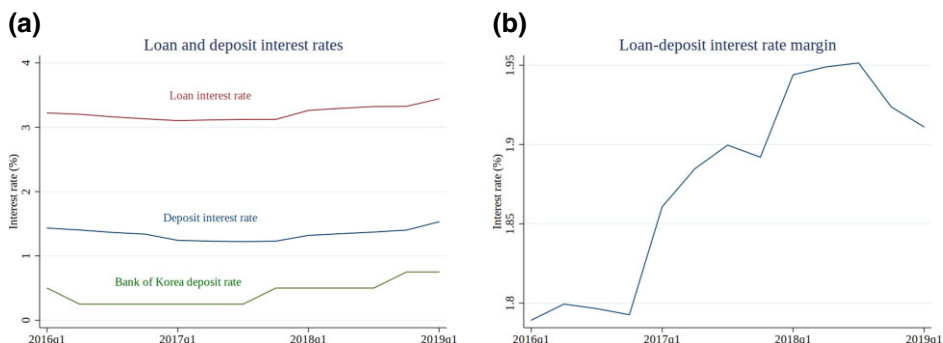 (a)
Loan and deposit interest rates
Interest rate (%)
4
3
2
1
0
Loan interest rate
Deposit interest rate
Bank of Korea deposit rate
2016q1
2017q1
2018q1
2019q1
(b)
Loan-deposit interest rate margin
Interest rate (%)
1.95
1.9
1.85
1.8
2016q1
2017q1
2018q1
2019q1